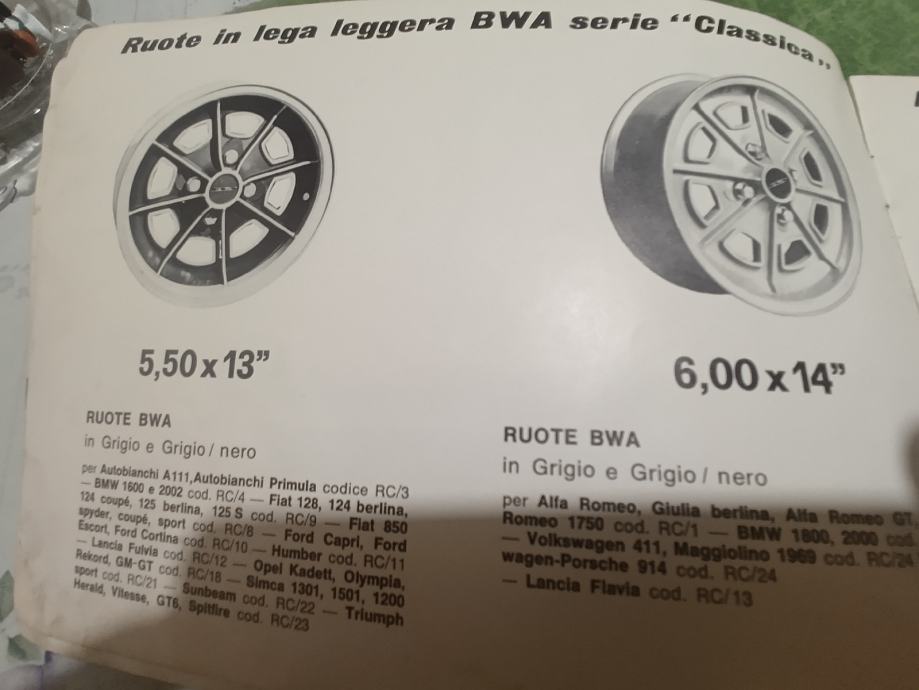 Ruote in lega leggera BWA serie “Classica”
5,50 x 13”
RUOTE BWA
in Grigio e Grigio / nero
per Autobianchi A111, Autobianchi Primula codice RC/3
— BMW 1600 e 2002 cod. RC/4 — Fiat 128, 124 berlina,
124 coupé, 125 berlina, 125 S cod. RC/9 — Fiat 850
spyder, coupé, sport cod. RC/8 — Ford Capri, Ford
Escort, Ford Cortina cod. RC/10 — Humber cod. RC/11
— Lancia Fulvia cod. RC/12 — Opel Kadett, Olympia,
Rekord, GM-GT cod. RC/18 — Simca 1301, 1501, 1200
sport cod. RC/21 — Sunbeam cod. RC/22 — Triumph
Herald, Vitesse, GT6, Spitfire cod. RC/23
6,00 x 14”
RUOTE BWA
in Grigio e Grigio / nero
per Alfa Romeo, Giulia berlina, Alfa Romeo GT,
Romeo 1750 cod. RC/1 — BMW 1800, 2000 cod.
— Volkswagen 411, Maggiolino 1969 cod. RC/24
wagen-Porsche 914 cod. RC/24
— Lancia Flavia cod. RC/13